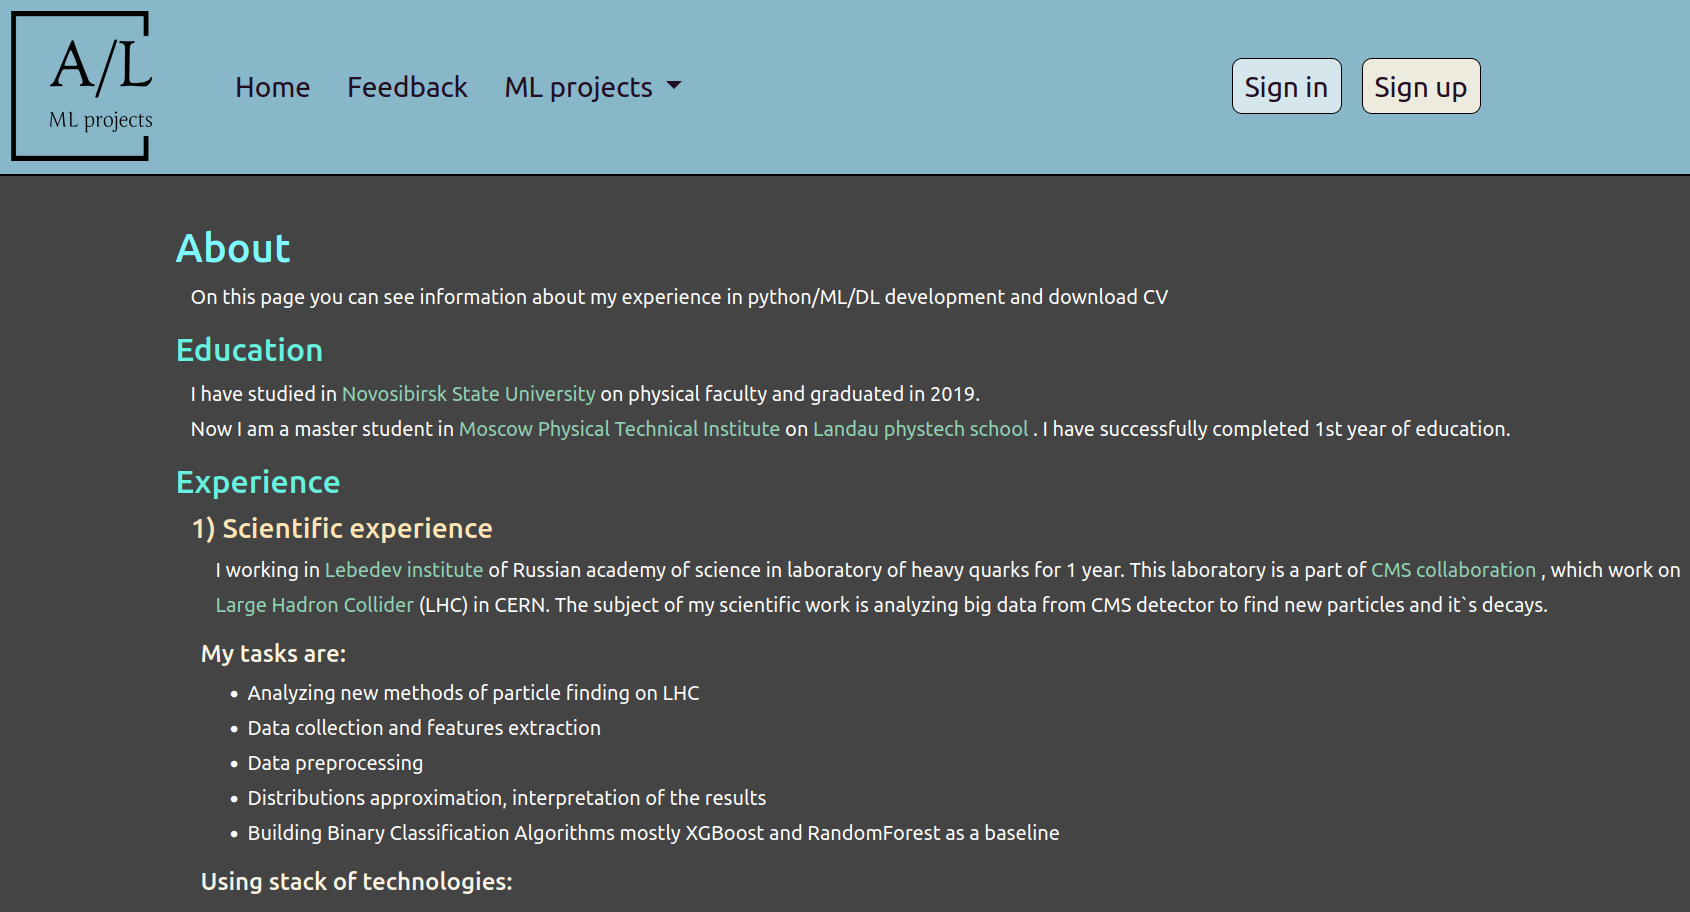 A/L
ML projects
Home Feedback ML projects
Sign in Sign up
About
On this page you can see information about my experience in python/ML/DL development and download CV
Education
I have studied in Novosibirsk State University on physical faculty and graduated in 2019.
Now I am a master student in Moscow Physical Technical Institute on Landau phystech school . I have successfully completed 1st year of education.
Experience
1) Scientific experience
I working in Lebedev institute of Russian academy of science in laboratory of heavy quarks for 1 year. This laboratory is a part of CMS collaboration , which work on
Large Hadron Collider (LHC) in CERN. The subject of my scientific work is analyzing big data from CMS detector to find new particles and it`s decays.
My tasks are:
• Analyzing new methods of particle finding on LHC
• Data collection and features extraction
• Data preprocessing
• Distributions approximation, interpretation of the results
• Building Binary Classification Algorithms mostly XGBoost and RandomForest as a baseline
Using stack of technologies: